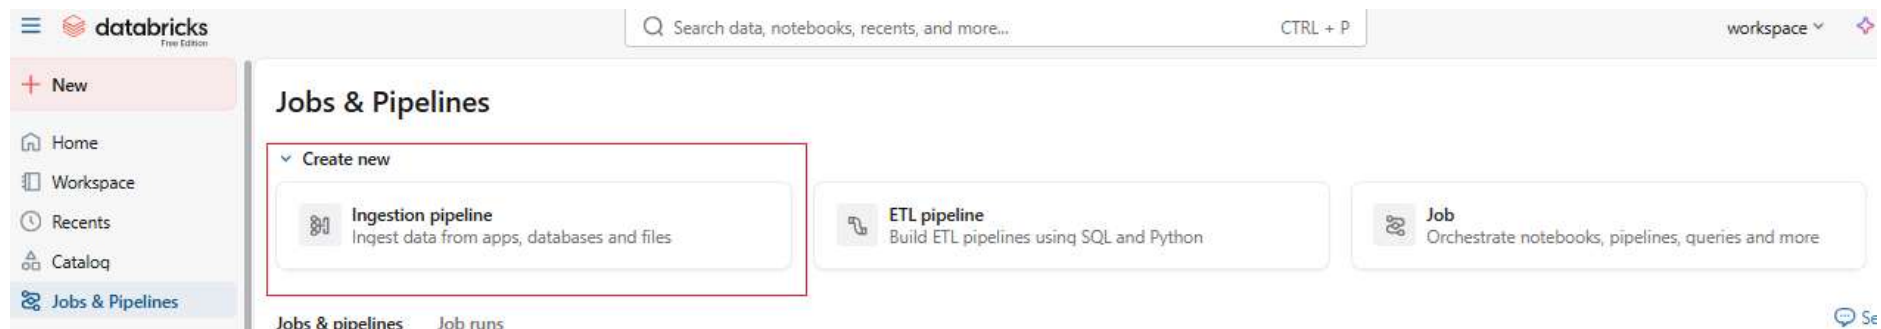 databricks
Free Edition
Search data, notebooks, recents, and more... CTRL + P
workspace
New
Home
Workspace
Recents
Catalog
Jobs & Pipelines
Jobs & Pipelines
Create new
Ingestion pipeline
Ingest data from apps, databases and files
ETL pipeline
Build ETL pipelines using SQL and Python
Job
Orchestrate notebooks, pipelines, queries and more
Jobs & pipelines Job runs
Se